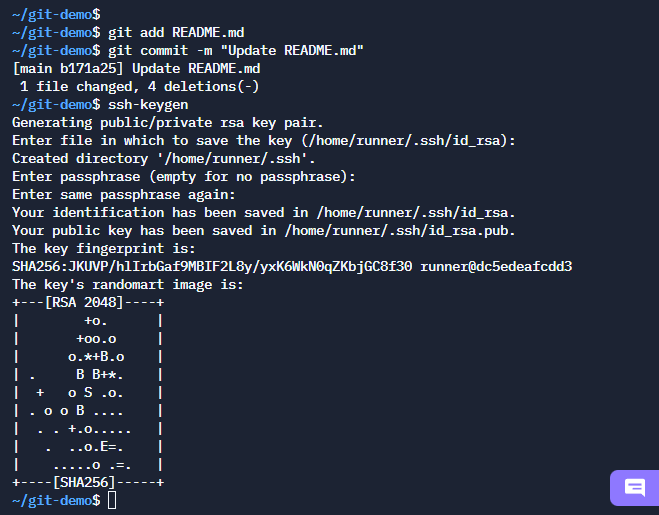 ~/git-demo$
~/git-demo$ git add README.md
~/git-demo$ git commit -m "Update README.md"
[main b171a25] Update README.md
 1 file changed, 4 deletions(-)
~/git-demo$ ssh-keygen
Generating public/private rsa key pair.
Enter file in which to save the key (/home/runner/.ssh/id_rsa):
Created directory '/home/runner/.ssh'.
Enter passphrase (empty for no passphrase):
Enter same passphrase again:
Your identification has been saved in /home/runner/.ssh/id_rsa.
Your public key has been saved in /home/runner/.ssh/id_rsa.pub.
The key fingerprint is:
SHA256:JKUVP/hlIrbGaf9MBIF2L8y/yxK6WkN0qZKbjGC8f30 runner@dc5edeafcdd3
The key's randomart image is:
+---[RSA 2048]----+
|        +o.      |
|       +oo.o     |
|      o.*+B.o    |
| .     B B+*.    |
|  +   o S .o.    |
| . o o B ....    |
|  . . +.o.....   |
|   .  ..o.E=.    |
|    .....o .=.   |
+----[SHA256]-----+
~/git-demo$